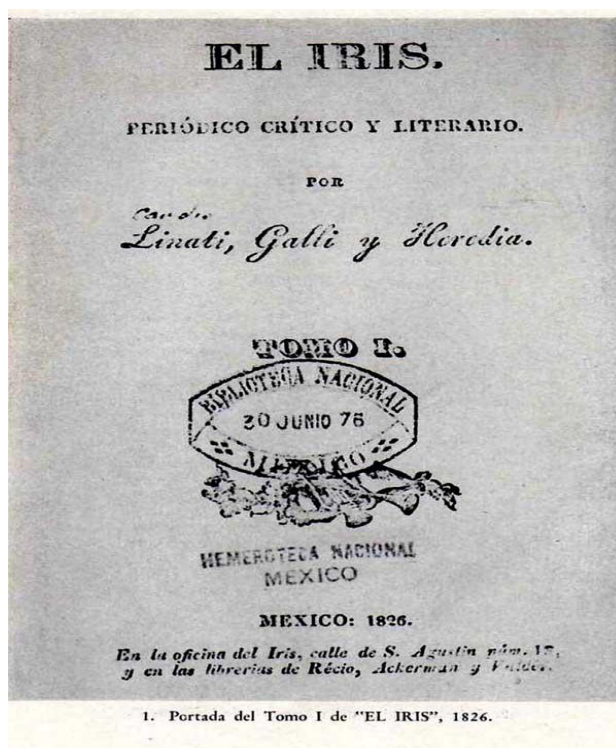 EL IRIS.
PERIÓDICO CRÍTICO Y LITERARIO.
POR
Linati, Galli y Heredia.
TOMO I.
BIBLIOTECA NACIONAL
30 JUNIO 76
MEXICO
HEMEROTECA NACIONAL
MEXICO
MEXICO: 1826.
En la oficina del Iris, calle de S. Agustin núm.
y en las librerias de Récio, Ackerman y
1. Portada del Tomo I de "EL IRIS", 1826.